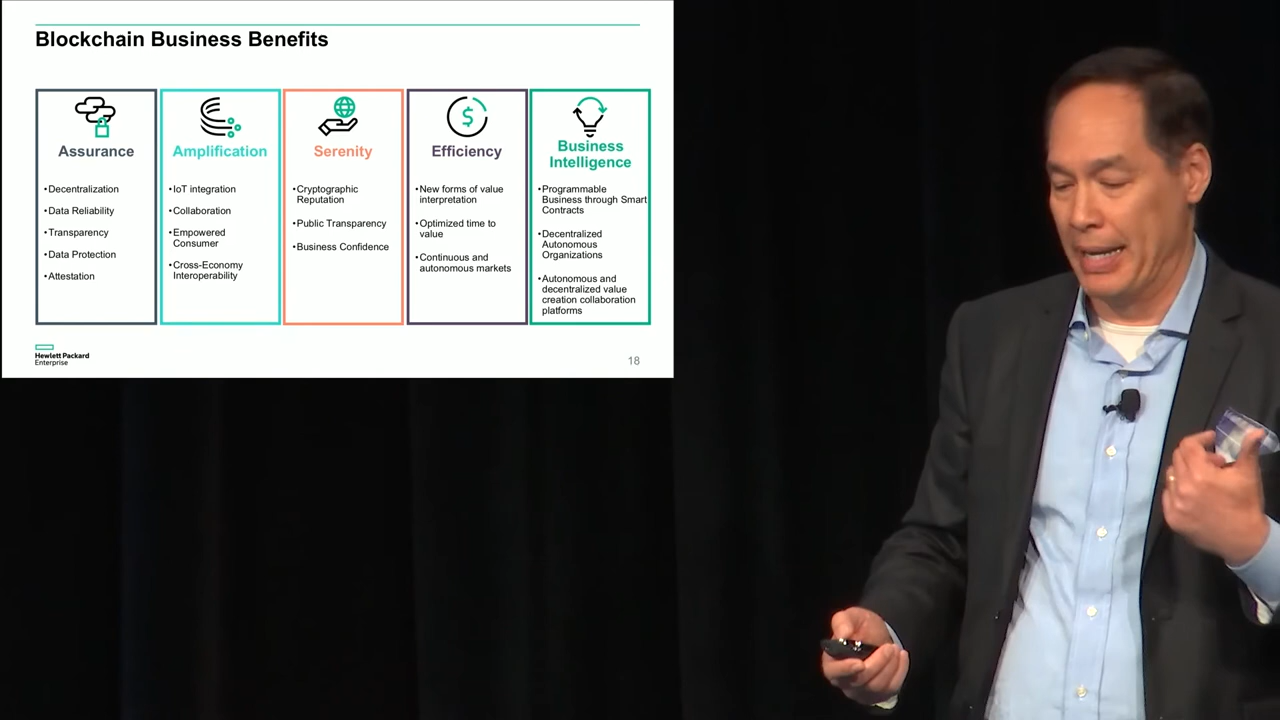 Blockchain Business Benefits
Assurance
•Decentralization
•Data Reliability
•Transparency
•Data Protection
•Attestation
Amplification
•IoT integration
•Collaboration
•Empowered
Consumer
•Cross-Economy
Interoperability
Serenity
•Cryptographic
Reputation
•Public Transparency
•Business Confidence
Efficiency
•New forms of value
interpretation
•Optimized time to
value
•Continuous and
autonomous markets
Business
Intelligence
•Programmable
Business through Smart
Contracts
•Decentralized
Autonomous
Organizations
•Autonomous and
decentralized value
creation collaboration
platforms
Hewlett Packard
Enterprise
18